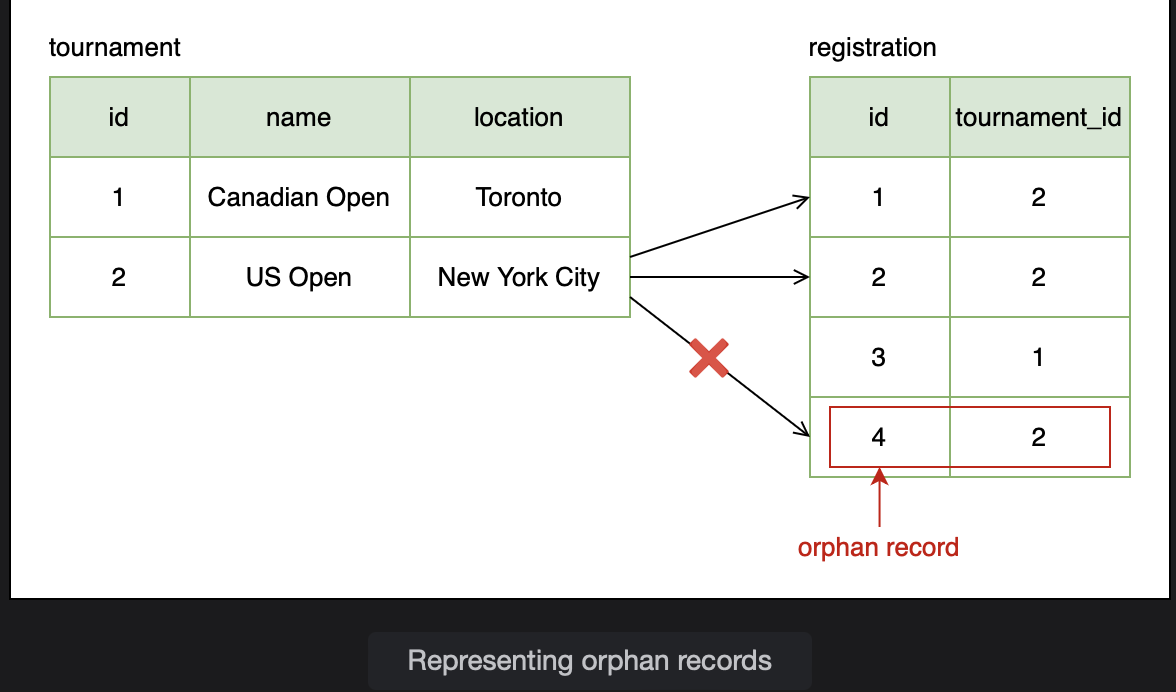 tournament
id name location
1 Canadian Open Toronto
2 US Open New York City
registration
id tournament_id
1 2
2 2
3 1
4 2
orphan record
Representing orphan records